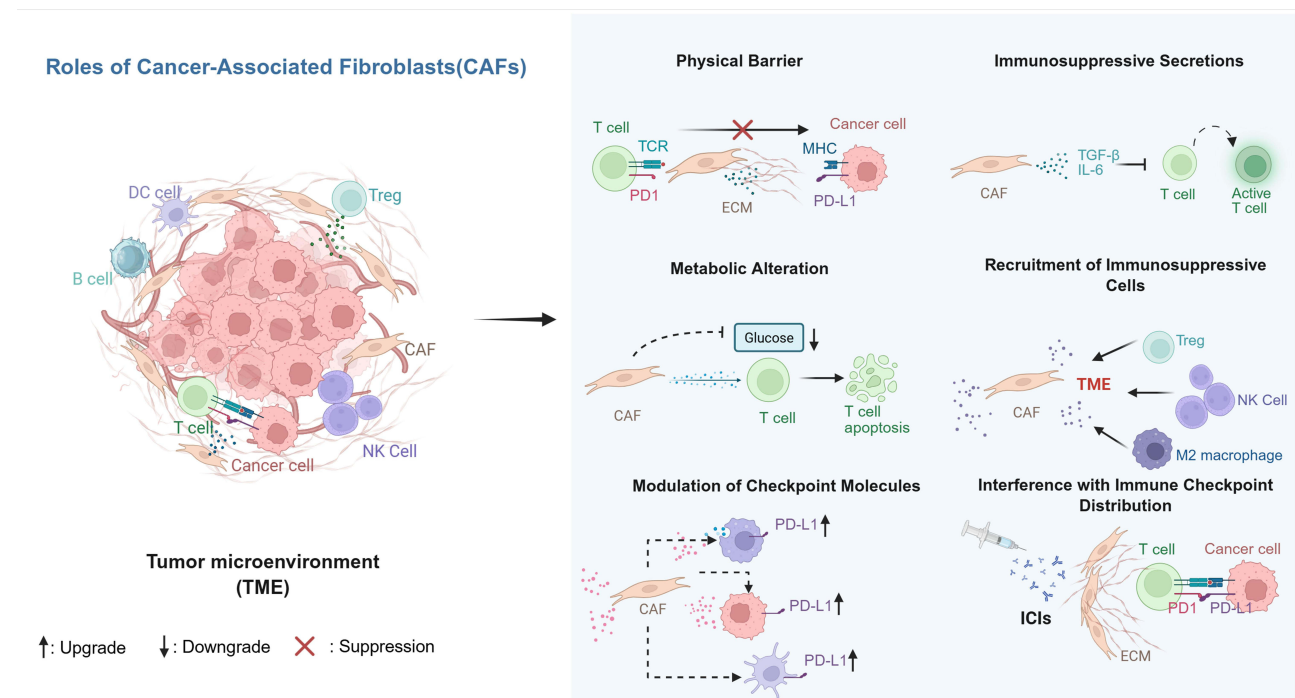 Roles of Cancer-Associated Fibroblasts(CAFs)
DC cell
Treg
B cell
CAF
T cell
NK Cell
Cancer cell
Tumor microenvironment
(TME)
: Upgrade
: Downgrade
: Suppression
Physical Barrier
T cell
Cancer cell
TCR
MHC
PD1
ECM
PD-L1
Immunosuppressive Secretions
TGF-β
IL-6
CAF
T cell
Active
T cell
Metabolic Alteration
Glucose
CAF
T cell
T cell
apoptosis
Recruitment of Immunosuppressive
Cells
Treg
TME
CAF
NK Cell
M2 macrophage
Modulation of Checkpoint Molecules
PD-L1
CAF
PD-L1
PD-L1
Interference with Immune Checkpoint
Distribution
T cell
Cancer cell
ICIs
PD1
PD-L1
ECM